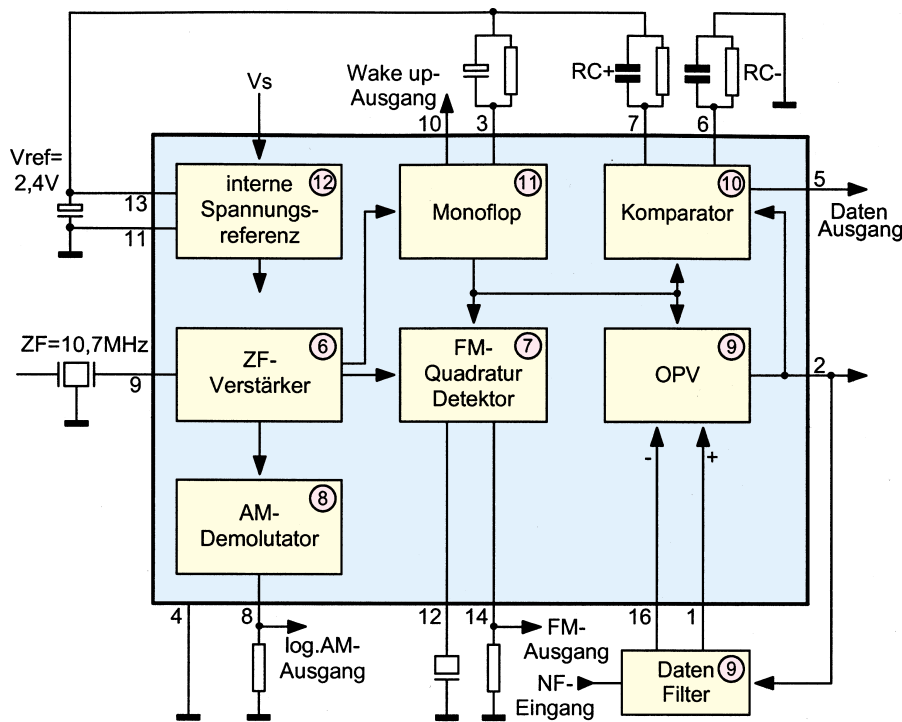 Wake up-
Ausgang
RC+
RC-
Vs
10
3
7
6
Vref=
2,4V
13
11
interne
Spannungs-
referenz
12
Monoflop
11
Komparator
10
5
Daten
Ausgang
ZF=10,7MHz
9
ZF-
Verstärker
6
FM-
Quadratur
Detektor
7
OPV
9
2
-
+
AM-
Demolutator
8
4
8
12
14
16
1
log.AM-
Ausgang
FM-
Ausgang
NF-
Eingang
Daten
Filter
9